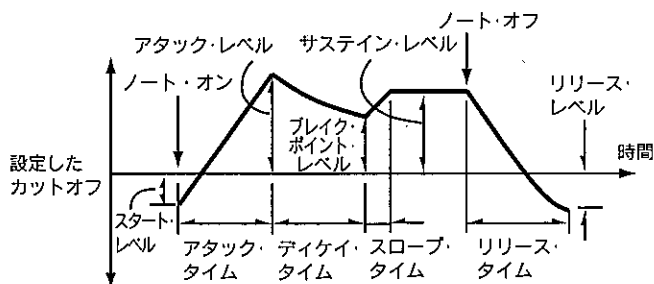 ノート・オフ
アタック・レベル
サステイン・レベル
ノート・オン
リリース・
レベル
ブレイク・
ポイント・
レベル
時間
設定した
カットオフ
スタート・
レベル
アタック・
タイム
ディケイ・
タイム
スロープ・
タイム
リリース・
タイム